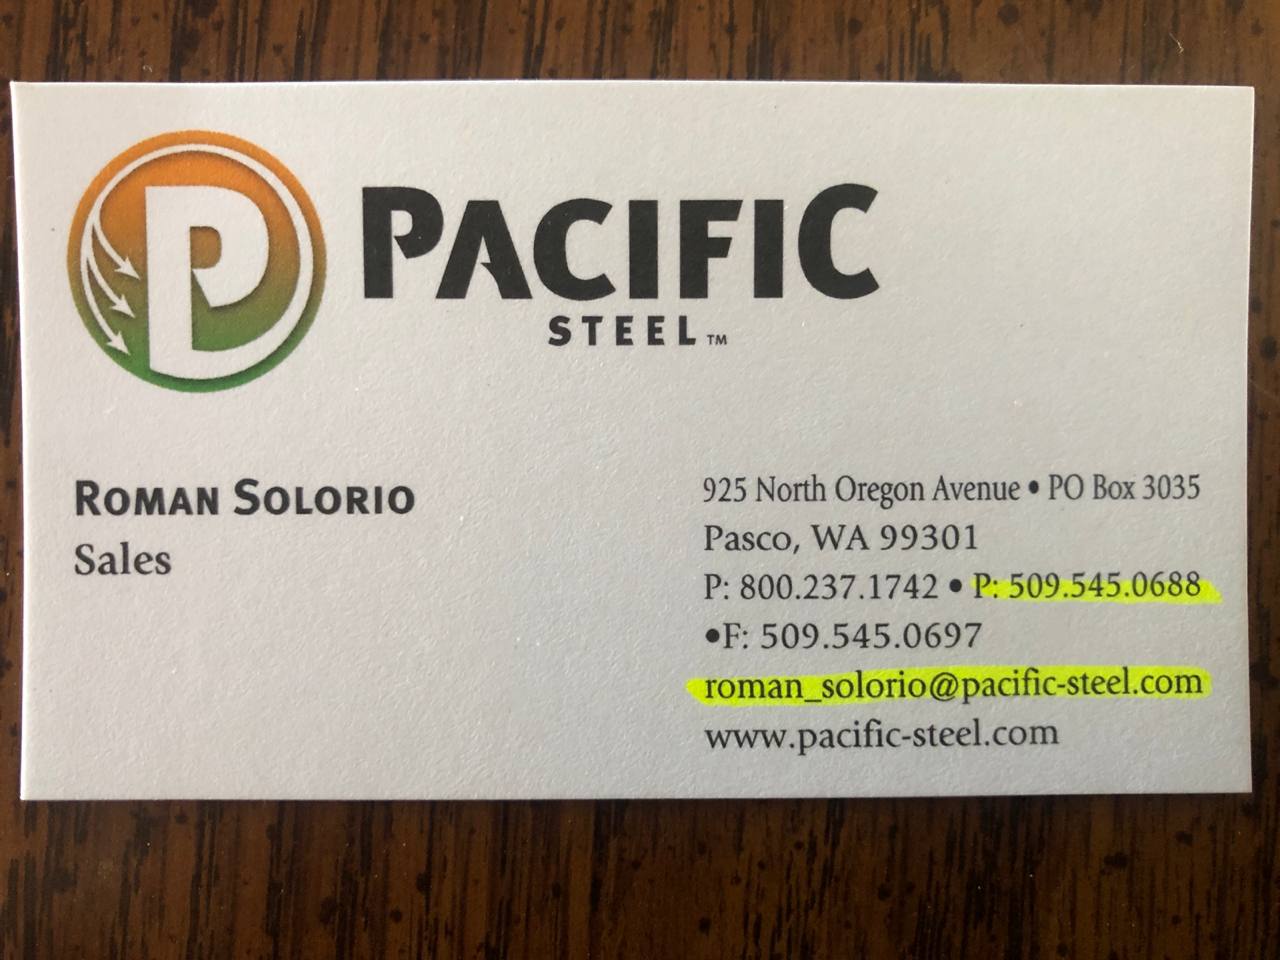 P
PACIFIC
STEEL™
ROMAN SOLORIO
Sales
925 North Oregon Avenue • PO Box 3035
Pasco, WA 99301
P: 800.237.1742 • P: 509.545.0688
•F: 509.545.0697
roman_solorio@pacific-steel.com
www.pacific-steel.com